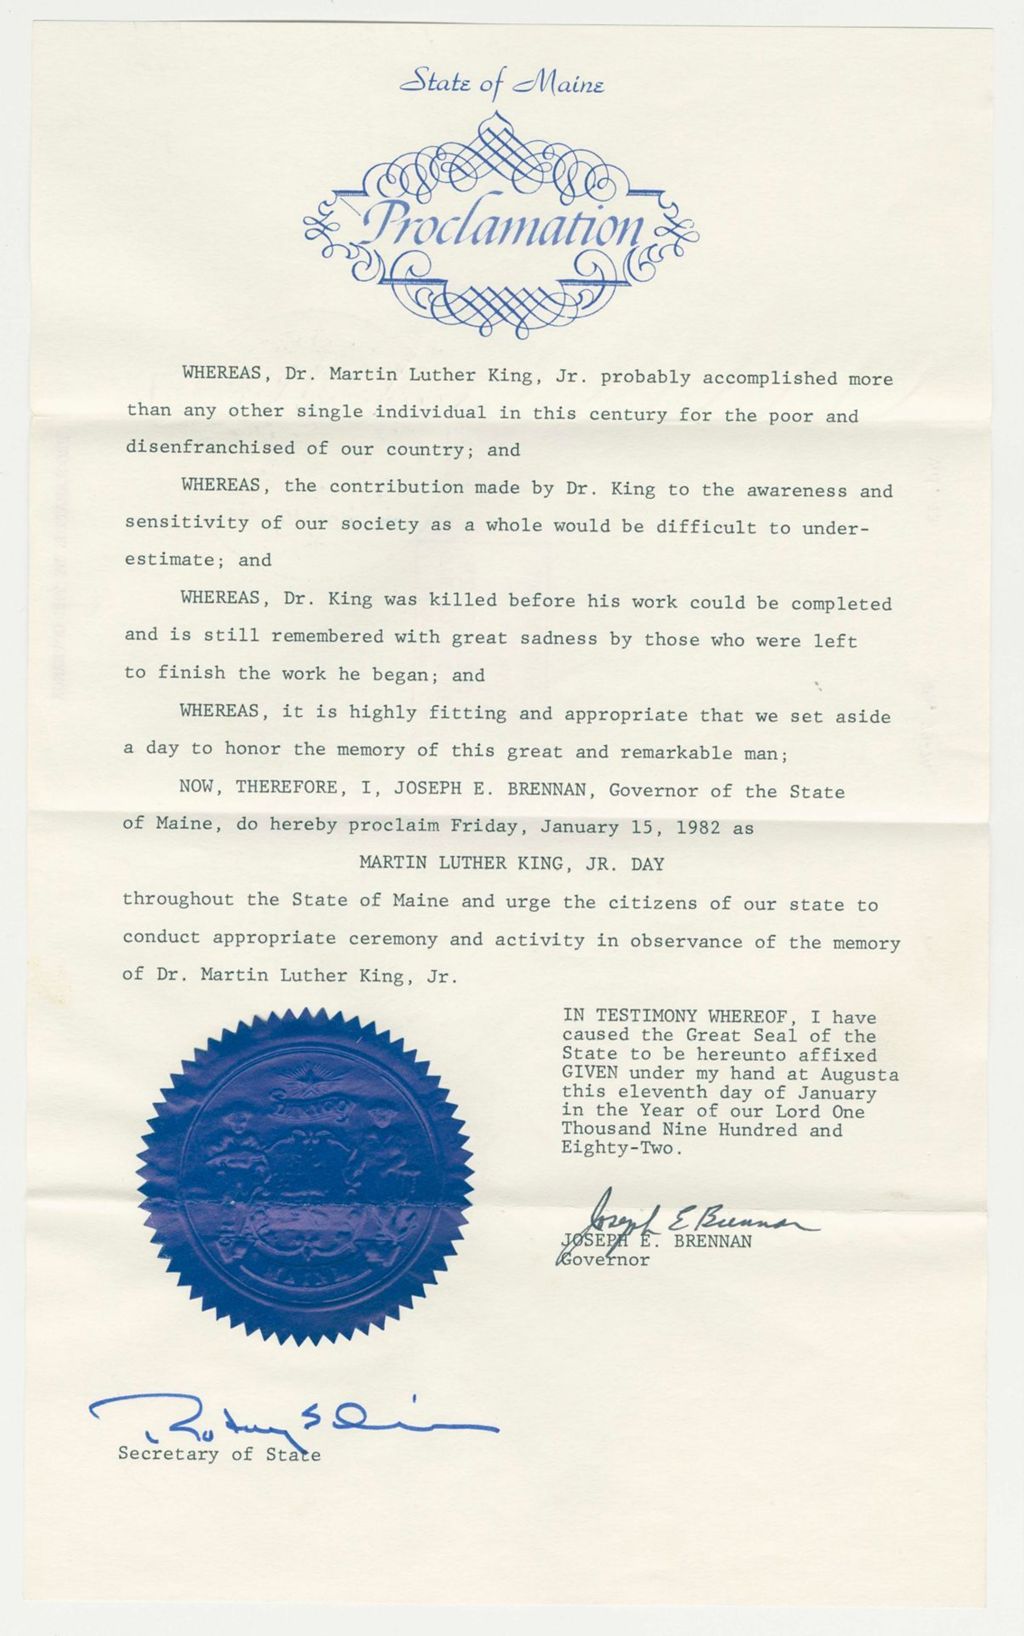 State of Maine
Proclamation
WHEREAS, Dr. Martin Luther King, Jr. probably accomplished more
than any other single individual in this century for the poor and
disenfranchised of our country; and
WHEREAS, the contribution made by Dr. King to the awareness and
sensitivity of our society as a whole would be difficult to under-
estimate; and
WHEREAS, Dr. King was killed before his work could be completed
and is still remembered with great sadness by those who were left
to finish the work he began; and
WHEREAS, it is highly fitting and appropriate that we set aside
a day to honor the memory of this great and remarkable man;
NOW, THEREFORE, I, JOSEPH E. BRENNAN, Governor of the State
of Maine, do hereby proclaim Friday, January 15, 1982 as
MARTIN LUTHER KING, JR. DAY
throughout the State of Maine and urge the citizens of our state to
conduct appropriate ceremony and activity in observance of the memory
of Dr. Martin Luther King, Jr.
IN TESTIMONY WHEREOF, I have
caused the Great Seal of the
State to be hereunto affixed
GIVEN under my hand at Augusta
this eleventh day of January
in the Year of our Lord One
Thousand Nine Hundred and
Eighty-Two.
Joseph E Brennan
JOSEPH E. BRENNAN
Governor
MAINE
Secretary of State